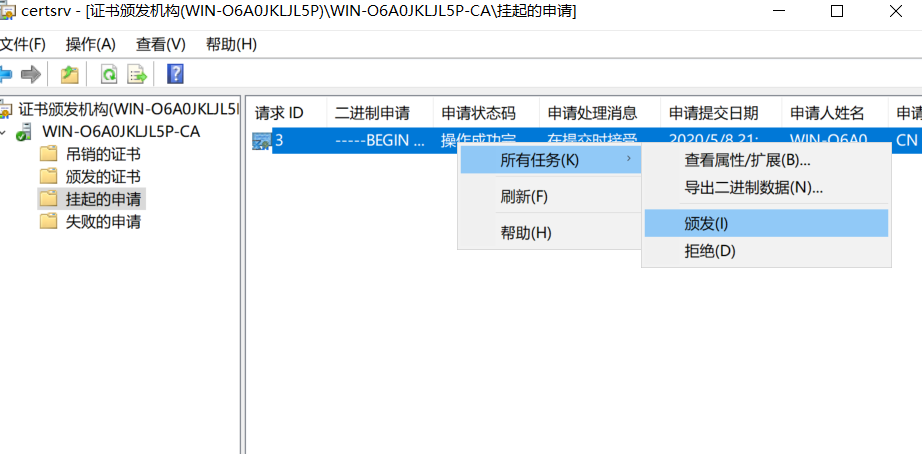 certsrv - [证书颁发机构(WIN-O6A0JKLJL5P)\WIN-O6A0JKLJL5P-CA\挂起的申请]
文件(F) 操作(A) 查看(V) 帮助(H)
证书颁发机构(WIN-O6A0JKLJL5
WIN-O6A0JKLJL5P-CA
吊销的证书
颁发的证书
挂起的申请
失败的申请
请求 ID 二进制申请 申请状态码 申请处理消息 申请提交日期 申请人姓名 申请
3 -----BEGIN ... 操作成功完 在提交时接受 2020/5/8 21: WIN-O6A0 CN
所有任务(K)
刷新(F)
帮助(H)
查看属性/扩展(B)...
导出二进制数据(N)...
颁发(I)
拒绝(D)